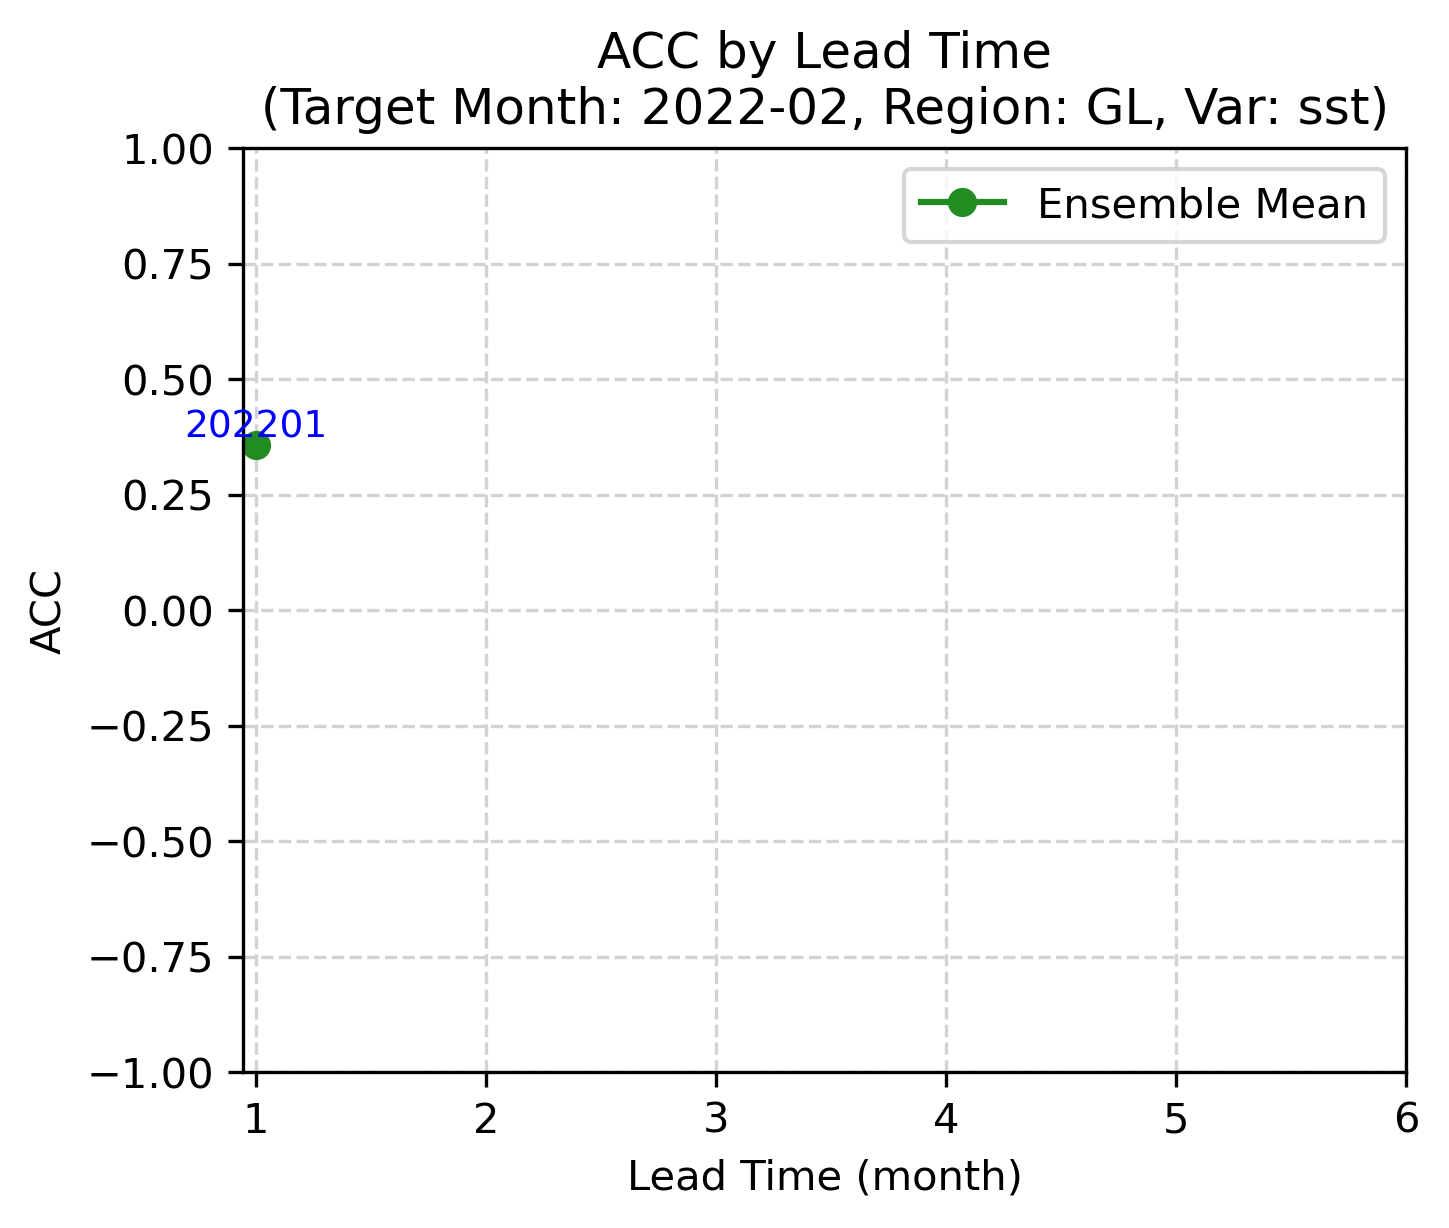 ACC by Lead Time
(Target Month: 2022-02, Region: GL, Var: sst)
1.00
Ensemble Mean
0.75
0.50
202201
0.25
ACC
0.00
−0.25
−0.50
−0.75
−1.00
1 2 3 4 5 6
Lead Time (month)